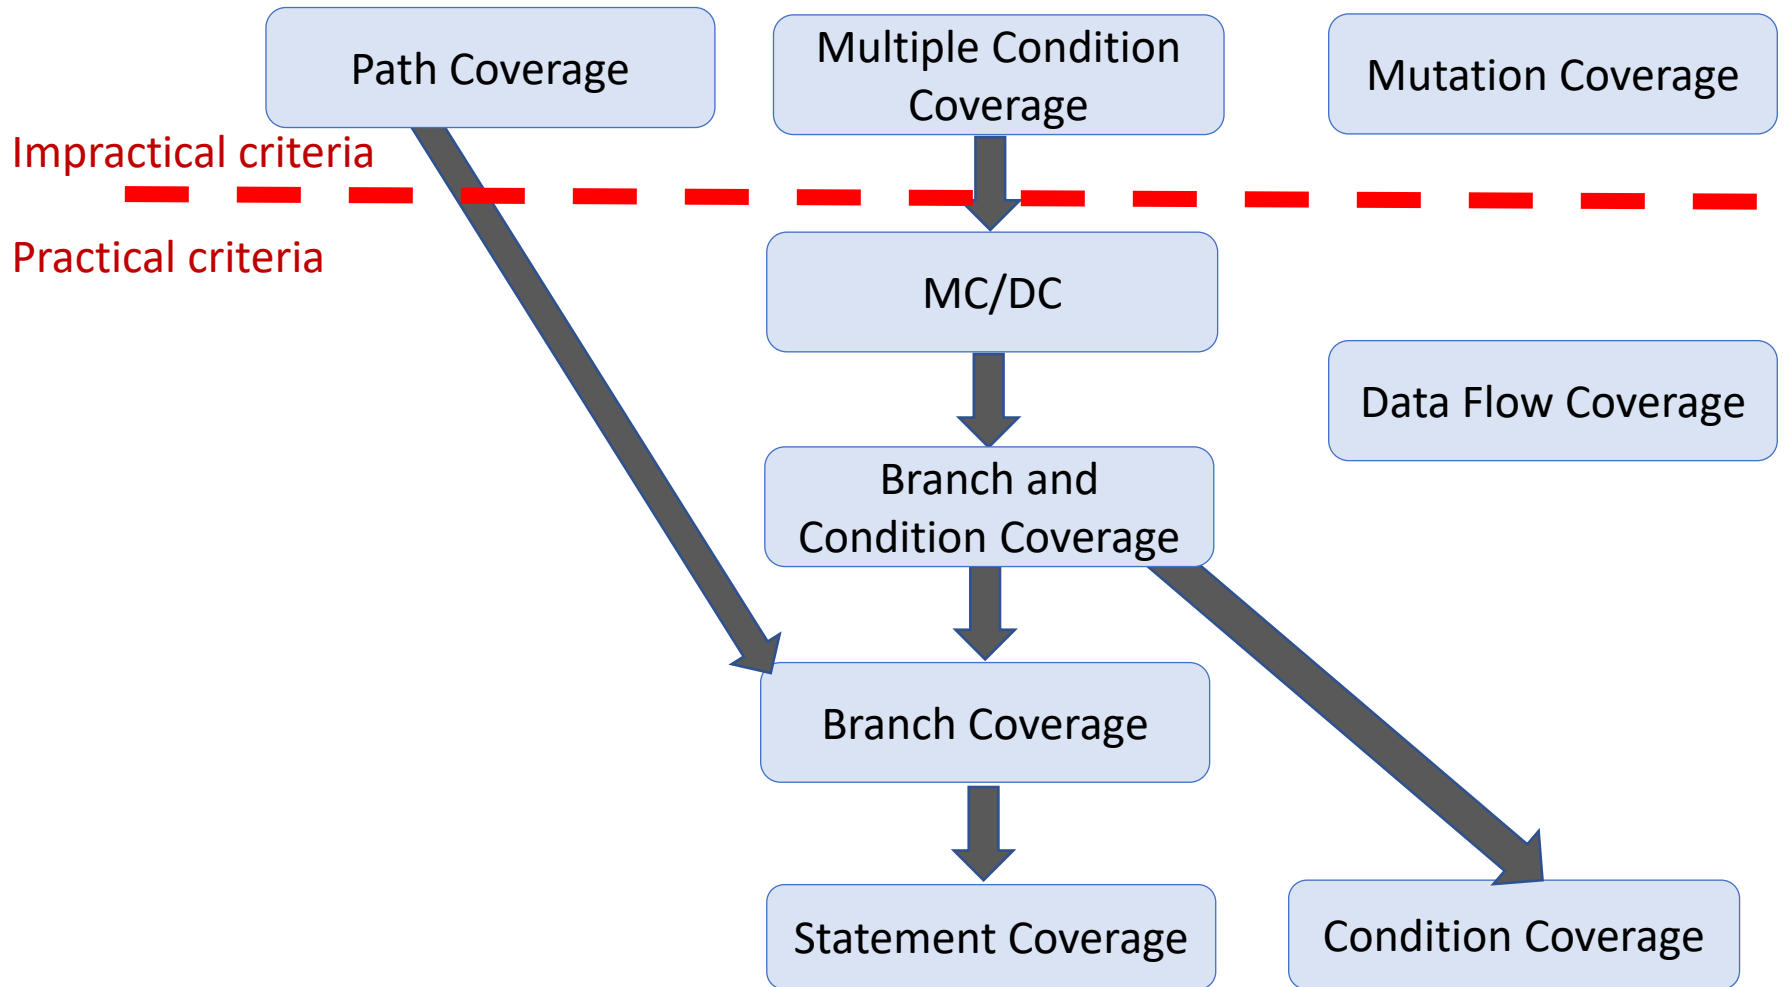 Path Coverage
Multiple Condition
Coverage
Mutation Coverage
Impractical criteria
Practical criteria
MC/DC
Data Flow Coverage
Branch and
Condition Coverage
Branch Coverage
Statement Coverage
Condition Coverage